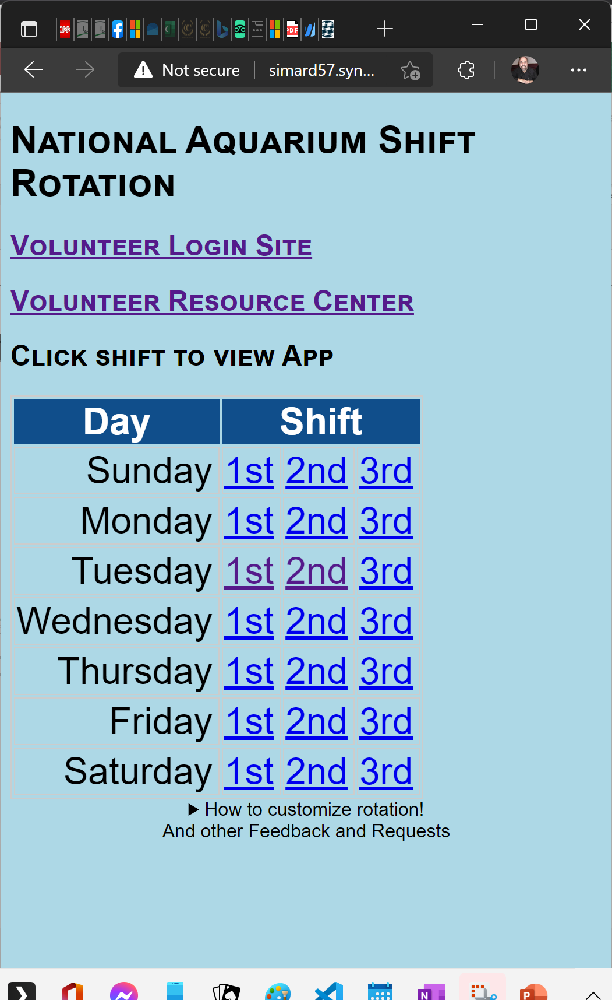 CNN
PDF
Not secure
simard57.syn...
National Aquarium Shift
Rotation
Volunteer Login Site
Volunteer Resource Center
Click shift to view App
Day Shift
Sunday 1st 2nd 3rd
Monday 1st 2nd 3rd
Tuesday 1st 2nd 3rd
Wednesday 1st 2nd 3rd
Thursday 1st 2nd 3rd
Friday 1st 2nd 3rd
Saturday 1st 2nd 3rd
▶ How to customize rotation!
And other Feedback and Requests
N
P